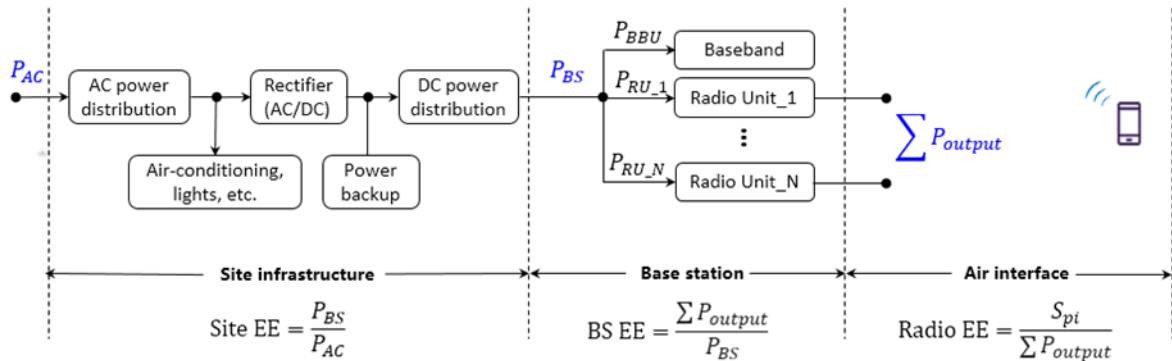 P_AC
AC power
distribution
Rectifier
(AC/DC)
DC power
distribution
Air-conditioning,
lights, etc.
Power
backup
P_BS
P_BBU
Baseband
P_RU_1
Radio Unit_1
⋮
P_RU_N
Radio Unit_N
∑ P_output
Site infrastructure
Base station
Air interface
Site EE = P_BS / P_AC
BS EE = ∑ P_output / P_BS
Radio EE = S_pi / ∑ P_output